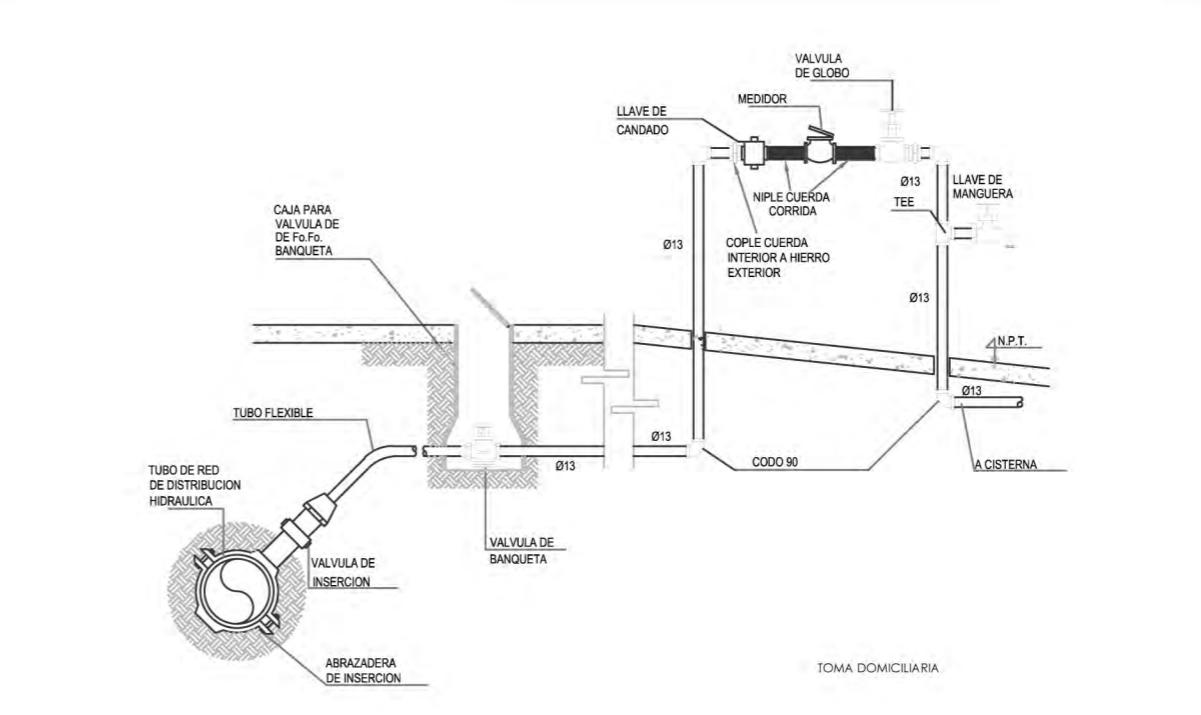 VALVULA
DE GLOBO
MEDIDOR
LLAVE DE
CANDADO
NIPLE CUERDA
CORRIDA
Ø13
LLAVE DE
MANGUERA
TEE
CAJA PARA
VALVULA DE
DE Fo.Fo.
BANQUETA
Ø13
COPLE CUERDA
INTERIOR A HIERRO
EXTERIOR
Ø13
N.P.T.
Ø13
TUBO FLEXIBLE
Ø13
Ø13
CODO 90
A CISTERNA
TUBO DE RED
DE DISTRIBUCION
HIDRAULICA
VALVULA DE
BANQUETA
VALVULA DE
INSERCION
ABRAZADERA
DE INSERCION
TOMA DOMICILIARIA